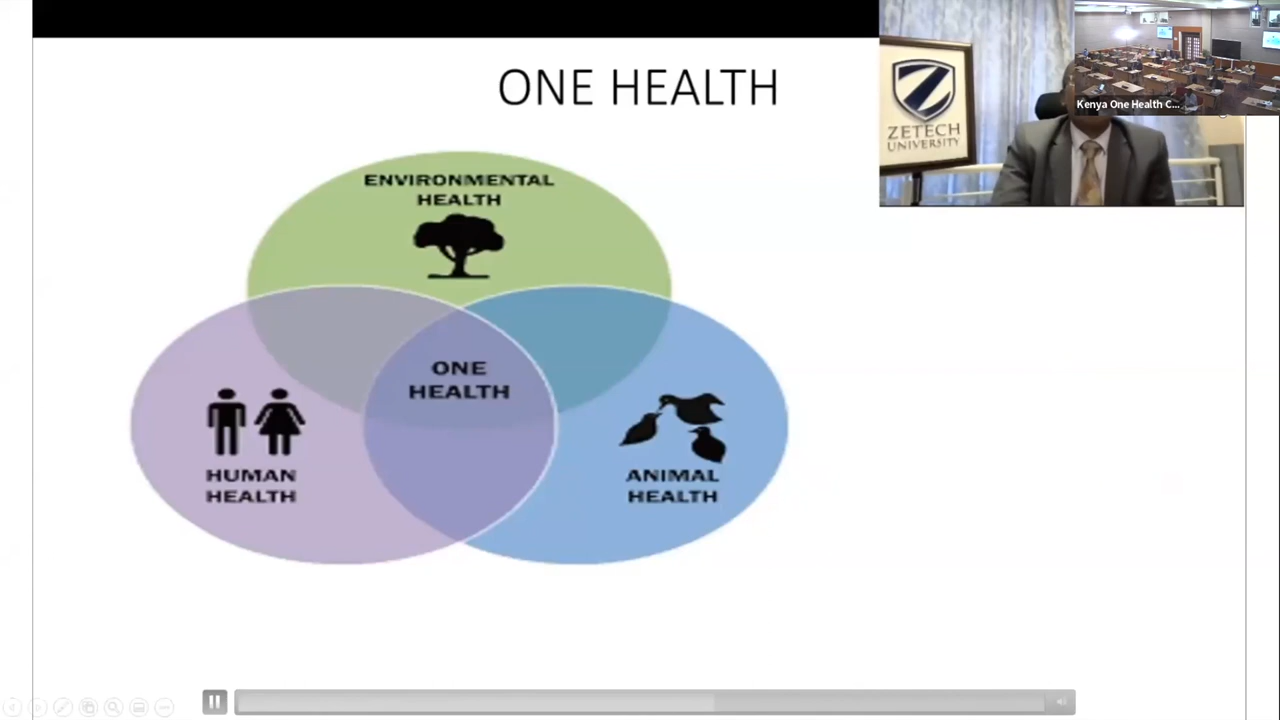 ONE HEALTH
Kenya One Health C...
ZETECH
UNIVERSITY
ENVIRONMENTAL
HEALTH
ONE
HEALTH
HUMAN
HEALTH
ANIMAL
HEALTH